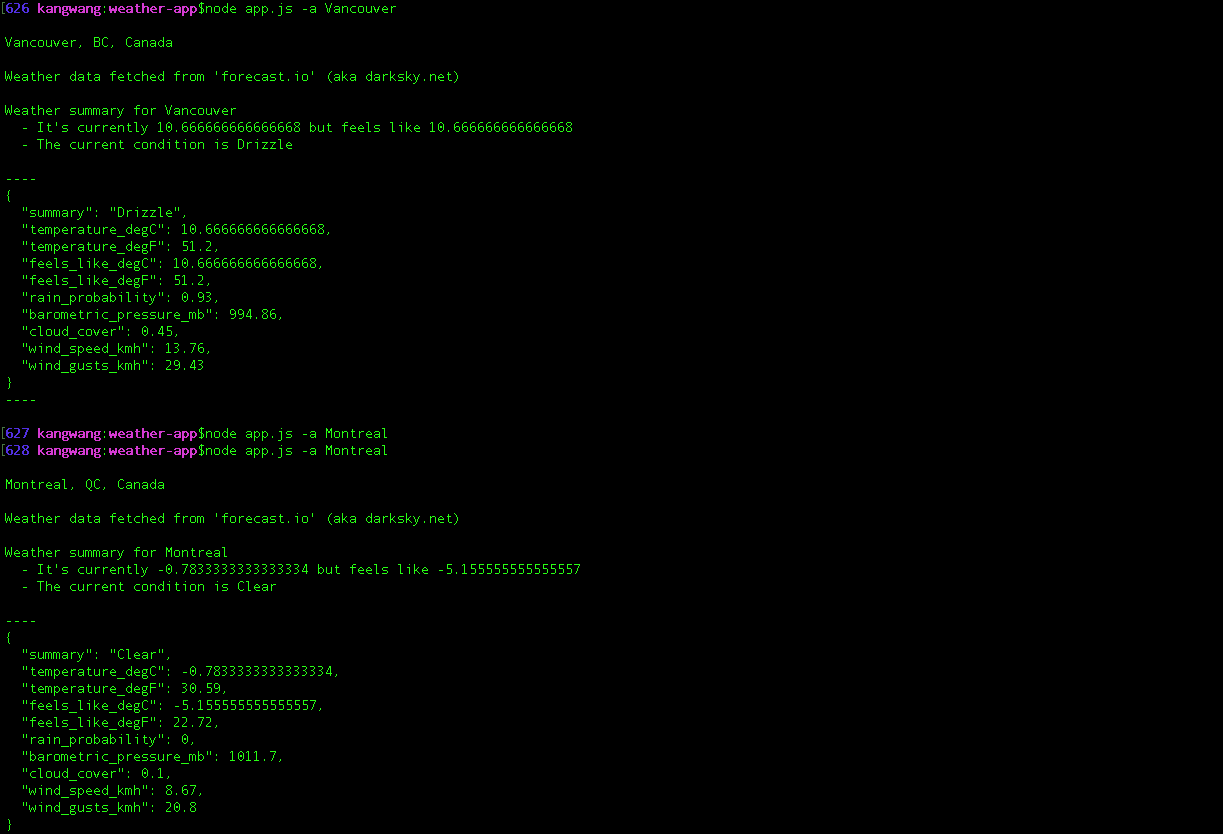 [626 kangwang:weather-app$node app.js -a Vancouver
Vancouver, BC, Canada
Weather data fetched from 'forecast.io' (aka darksky.net)
Weather summary for Vancouver
  - It's currently 10.666666666666668 but feels like 10.666666666666668
  - The current condition is Drizzle
----
{
  "summary": "Drizzle",
  "temperature_degC": 10.666666666666668,
  "temperature_degF": 51.2,
  "feels_like_degC": 10.666666666666668,
  "feels_like_degF": 51.2,
  "rain_probability": 0.93,
  "barometric_pressure_mb": 994.86,
  "cloud_cover": 0.45,
  "wind_speed_kmh": 13.76,
  "wind_gusts_kmh": 29.43
}
----
[627 kangwang:weather-app$node app.js -a Montreal
[628 kangwang:weather-app$node app.js -a Montreal
Montreal, QC, Canada
Weather data fetched from 'forecast.io' (aka darksky.net)
Weather summary for Montreal
  - It's currently -0.7833333333333334 but feels like -5.155555555555557
  - The current condition is Clear
----
{
  "summary": "Clear",
  "temperature_degC": -0.7833333333333334,
  "temperature_degF": 30.59,
  "feels_like_degC": -5.155555555555557,
  "feels_like_degF": 22.72,
  "rain_probability": 0,
  "barometric_pressure_mb": 1011.7,
  "cloud_cover": 0.1,
  "wind_speed_kmh": 8.67,
  "wind_gusts_kmh": 20.8
}